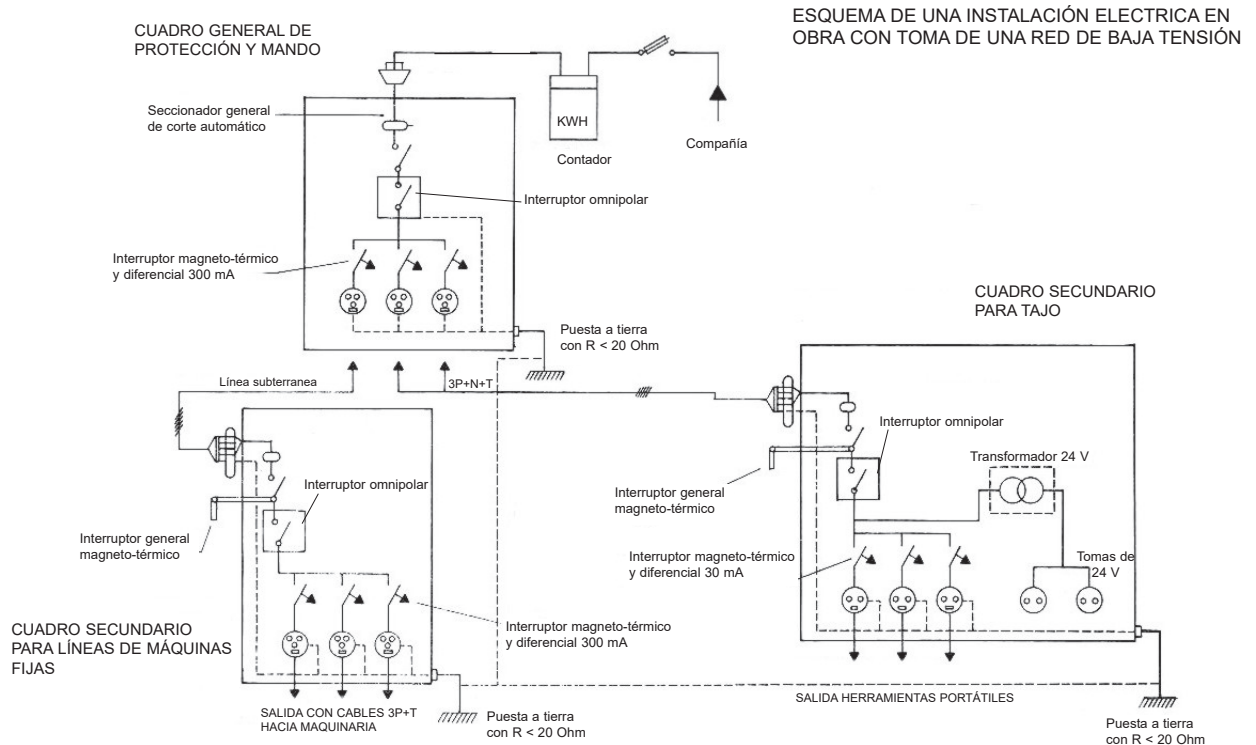 ESQUEMA DE UNA INSTALACIÓN ELECTRICA EN
OBRA CON TOMA DE UNA RED DE BAJA TENSIÓN
CUADRO GENERAL DE
PROTECCIÓN Y MANDO
Seccionador general
de corte automático
KWH
Contador
Compañía
Interruptor omnipolar
Interruptor magneto-térmico
y diferencial 300 mA
Puesta a tierra
con R < 20 Ohm
Línea subterranea
3P+N+T
CUADRO SECUNDARIO
PARA TAJO
Interruptor omnipolar
Transformador 24 V
Interruptor general
magneto-térmico
Interruptor magneto-térmico
y diferencial 30 mA
Tomas de
24 V
SALIDA HERRAMIENTAS PORTÁTILES
Puesta a tierra
con R < 20 Ohm
Interruptor omnipolar
Interruptor general
magneto-térmico
Interruptor magneto-térmico
y diferencial 300 mA
CUADRO SECUNDARIO
PARA LÍNEAS DE MÁQUINAS
FIJAS
SALIDA CON CABLES 3P+T
HACIA MAQUINARIA
Puesta a tierra
con R < 20 Ohm